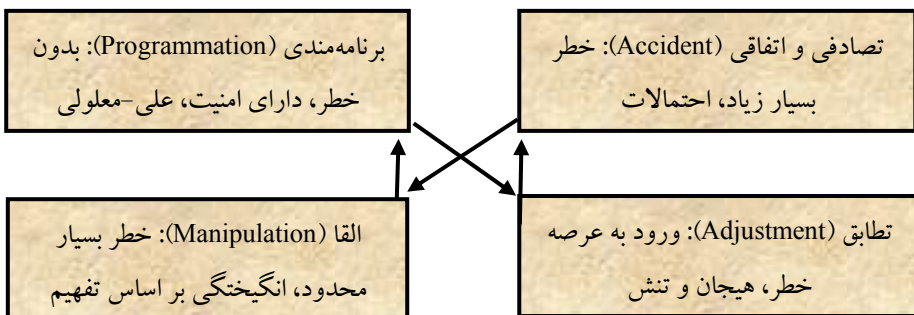 تصادفی و اتفاقی (Accident): خطر
بسیار زیاد، احتمالات
برنامه‌مندی (Programmation): بدون
خطر، دارای امنیت، علی-معلولی
تطابق (Adjustment): ورود به عرصه
خطر، هیجان و تنش
القا (Manipulation): خطر بسیار
محدود، انگیختگی بر اساس تفهیم